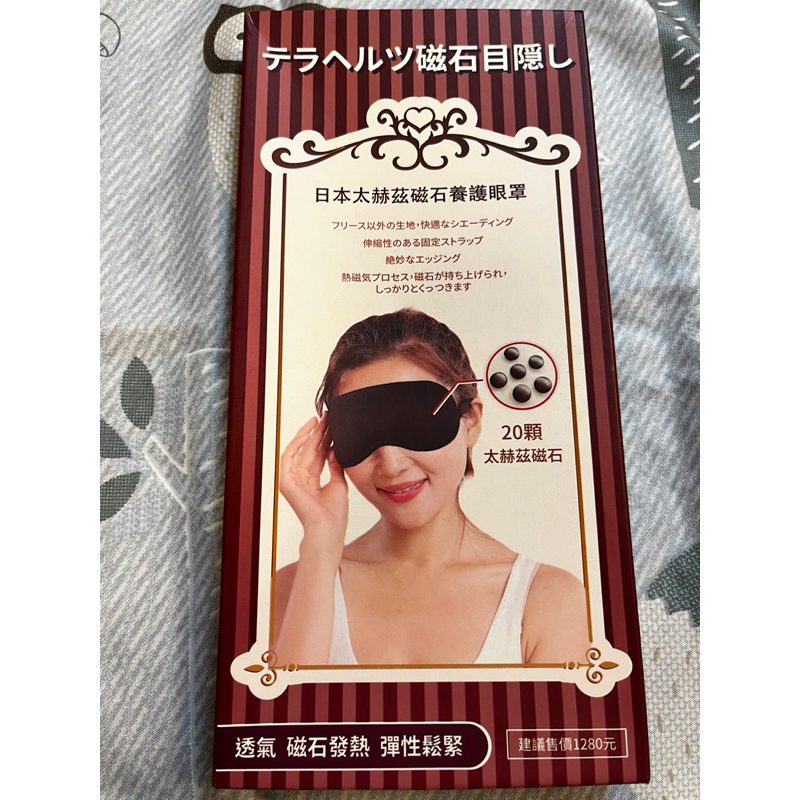 テラヘルツ磁石目隠し
日本太赫茲磁石養護眼罩
フリース以外の生地，快適なシエーディング
伸縮性のある固定ストラップ
絶妙なエッジング
熱磁気プロセス，磁石が持ち上げられ，
しっかりとくっつきます
20顆
太赫茲磁石
透氣 磁石發熱 彈性鬆緊
建議售價1280元